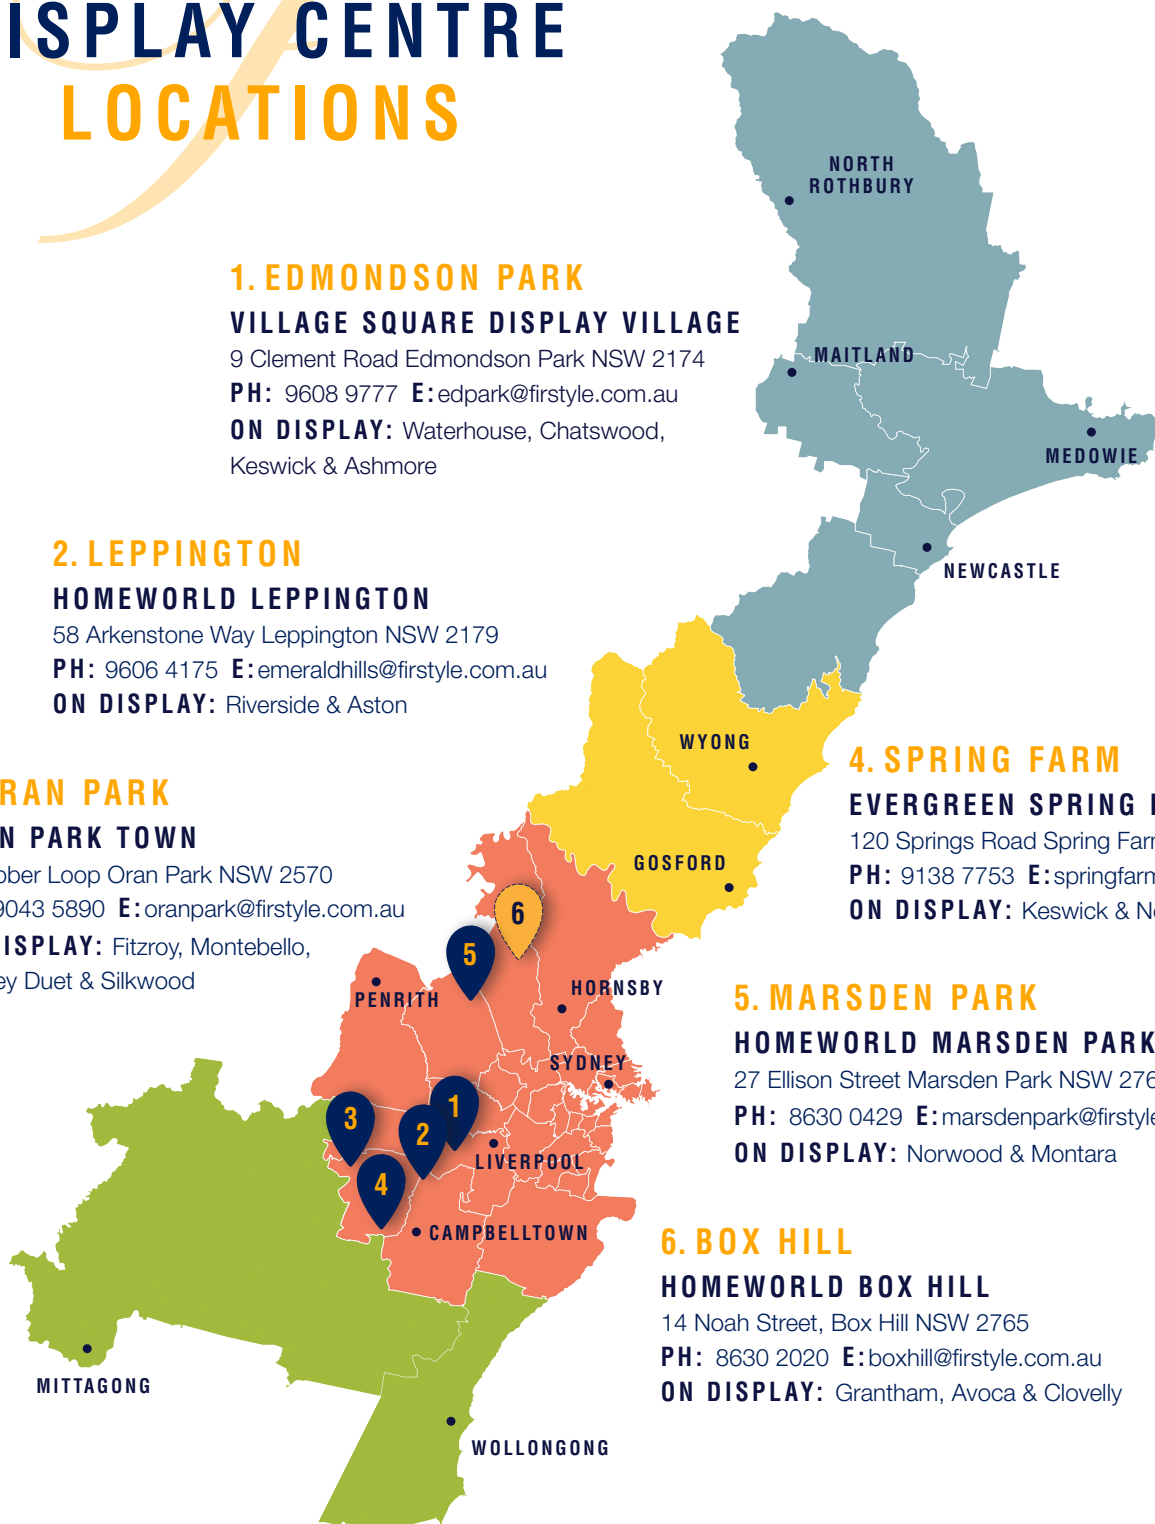 ISPLAY CENTRE
LOCATIONS
1. EDMONDSON PARK
VILLAGE SQUARE DISPLAY VILLAGE
9 Clement Road Edmondson Park NSW 2174
PH: 9608 9777 E: edpark@firstyle.com.au
ON DISPLAY: Waterhouse, Chatswood,
Keswick & Ashmore
2. LEPPINGTON
HOMEWORLD LEPPINGTON
58 Arkenstone Way Leppington NSW 2179
PH: 9606 4175 E: emeraldhills@firstyle.com.au
ON DISPLAY: Riverside & Aston
RAN PARK
N PARK TOWN
ber Loop Oran Park NSW 2570
9043 5890 E: oranpark@firstyle.com.au
ISPLAY: Fitzroy, Montebello,
ey Duet & Silkwood
4. SPRING FARM
EVERGREEN SPRING
120 Springs Road Spring Farm
PH: 9138 7753 E: springfarm
ON DISPLAY: Keswick & No
5. MARSDEN PARK
HOMEWORLD MARSDEN PARK
27 Ellison Street Marsden Park NSW 276
PH: 8630 0429 E: marsdenpark@firstyle
ON DISPLAY: Norwood & Montara
6. BOX HILL
HOMEWORLD BOX HILL
14 Noah Street, Box Hill NSW 2765
PH: 8630 2020 E: boxhill@firstyle.com.au
ON DISPLAY: Grantham, Avoca & Clovelly
NORTH
ROTHBURY
MAITLAND
MEDOWIE
NEWCASTLE
WYONG
GOSFORD
6
5
HORNSBY
PENRITH
SYDNEY
1
3
2
LIVERPOOL
4
CAMPBELLTOWN
MITTAGONG
WOLLONGONG